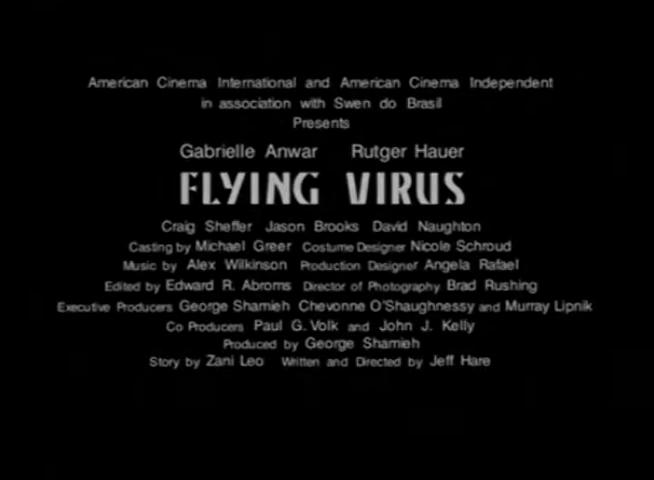 American Cinema International and American Cinema Independent
in association with Swen do Brasil
Presents
Gabrielle Anwar Rutger Hauer
FLYING VIRUS
Craig Sheffer Jason Brooks David Naughton
Casting by Michael Greer Costume Designer Nicole Schroud
Music by Alex Wilkinson Production Designer Angela Rafael
Edited by Edward R. Abroms Director of Photography Brad Rushing
Executive Producers George Shamieh Chevonne O'Shaughnessy and Murray Lipnik
Co Producers Paul G. Volk and John J. Kelly
Produced by George Shamieh
Story by Zani Leo Written and Directed by Jeff Hare